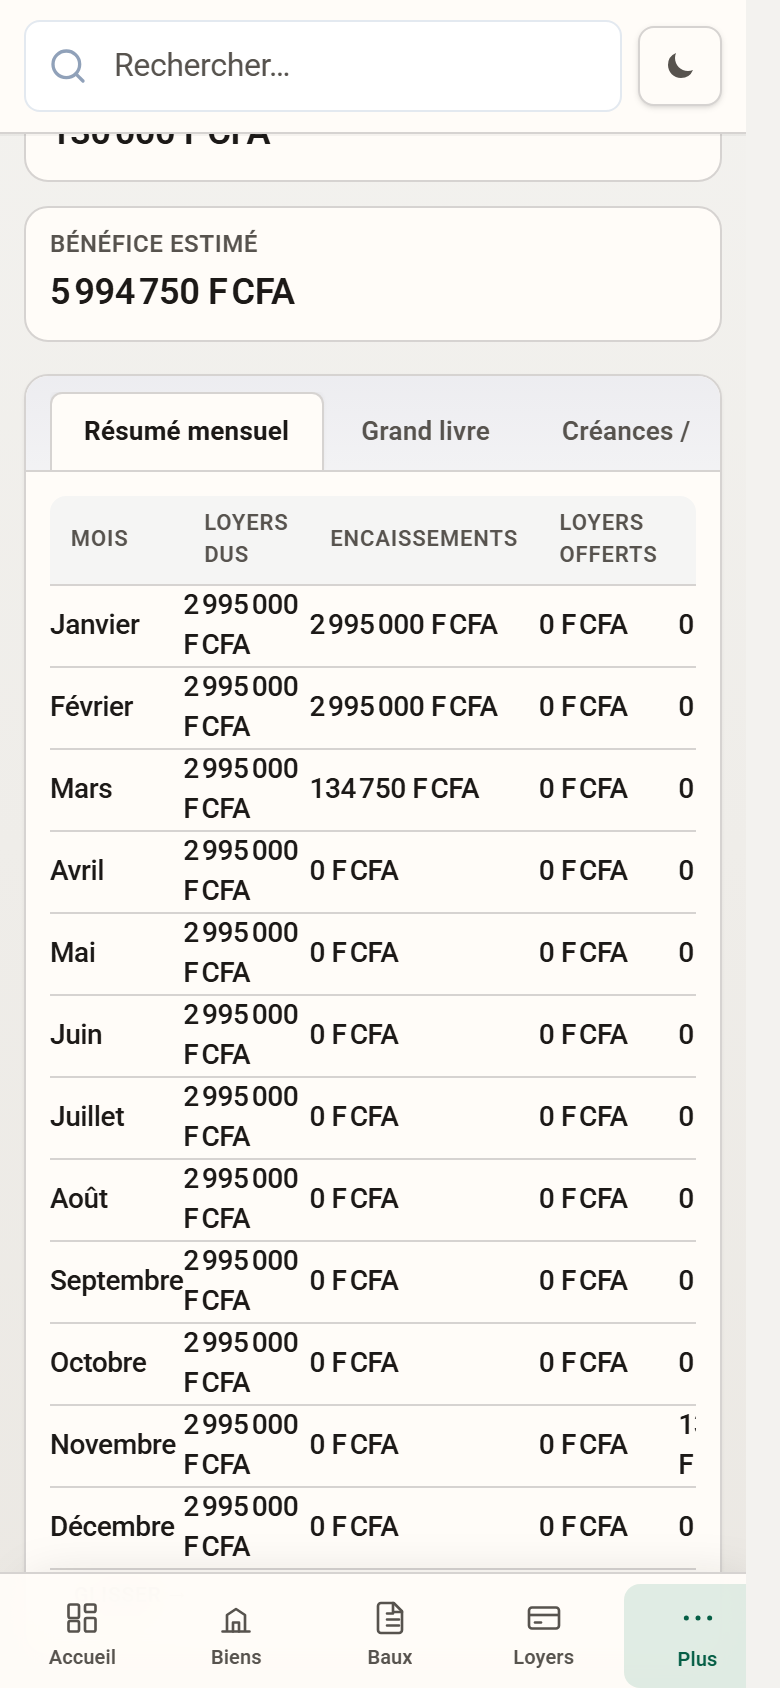 Rechercher...
130 000 F CFA
BÉNÉFICE ESTIMÉ
5 994 750 F CFA
Résumé mensuel Grand livre Créances /
MOIS LOYERS DUS ENCAISSEMENTS LOYERS OFFERTS
Janvier 2 995 000 F CFA 2 995 000 F CFA 0 F CFA 0
Février 2 995 000 F CFA 2 995 000 F CFA 0 F CFA 0
Mars 2 995 000 F CFA 134 750 F CFA 0 F CFA 0
Avril 2 995 000 F CFA 0 F CFA 0 F CFA 0
Mai 2 995 000 F CFA 0 F CFA 0 F CFA 0
Juin 2 995 000 F CFA 0 F CFA 0 F CFA 0
Juillet 2 995 000 F CFA 0 F CFA 0 F CFA 0
Août 2 995 000 F CFA 0 F CFA 0 F CFA 0
Septembre 2 995 000 F CFA 0 F CFA 0 F CFA 0
Octobre 2 995 000 F CFA 0 F CFA 0 F CFA 0
Novembre 2 995 000 F CFA 0 F CFA 0 F CFA 1 F
Décembre 2 995 000 F CFA 0 F CFA 0 F CFA 0
Accueil Biens Baux Loyers Plus